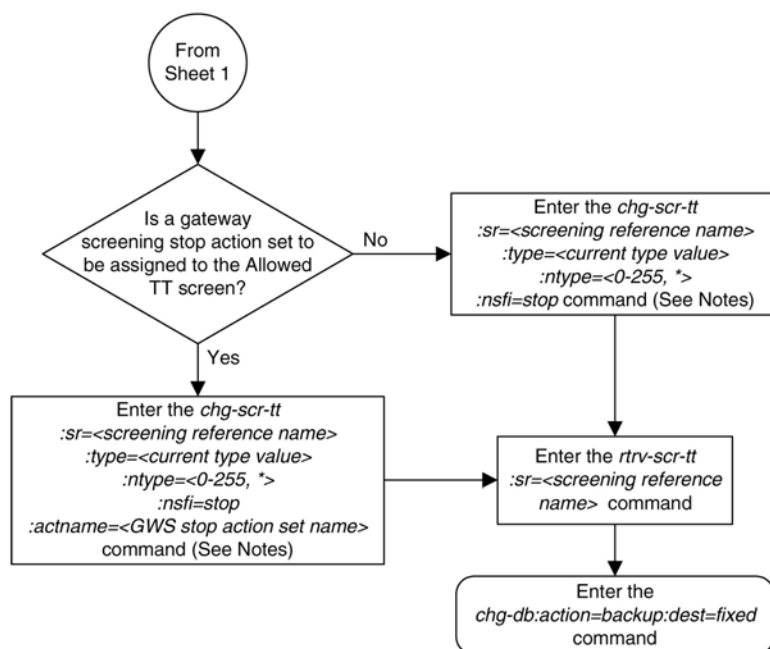 From
Sheet 1
Is a gateway
screening stop action set to
be assigned to the Allowed
TT screen?
No
Enter the chg-scr-tt
:sr=<screening reference name>
:type=<current type value>
:ntype=<0-255, *>
:nsfi=stop command (See Notes)
Yes
Enter the chg-scr-tt
:sr=<screening reference name>
:type=<current type value>
:ntype=<0-255, *>
:nsfi=stop
:actname=<GWS stop action set name>
command (See Notes)
Enter the rtrv-scr-tt
:sr=<screening reference
name> command
Enter the
chg-db:action=backup:dest=fixed
command